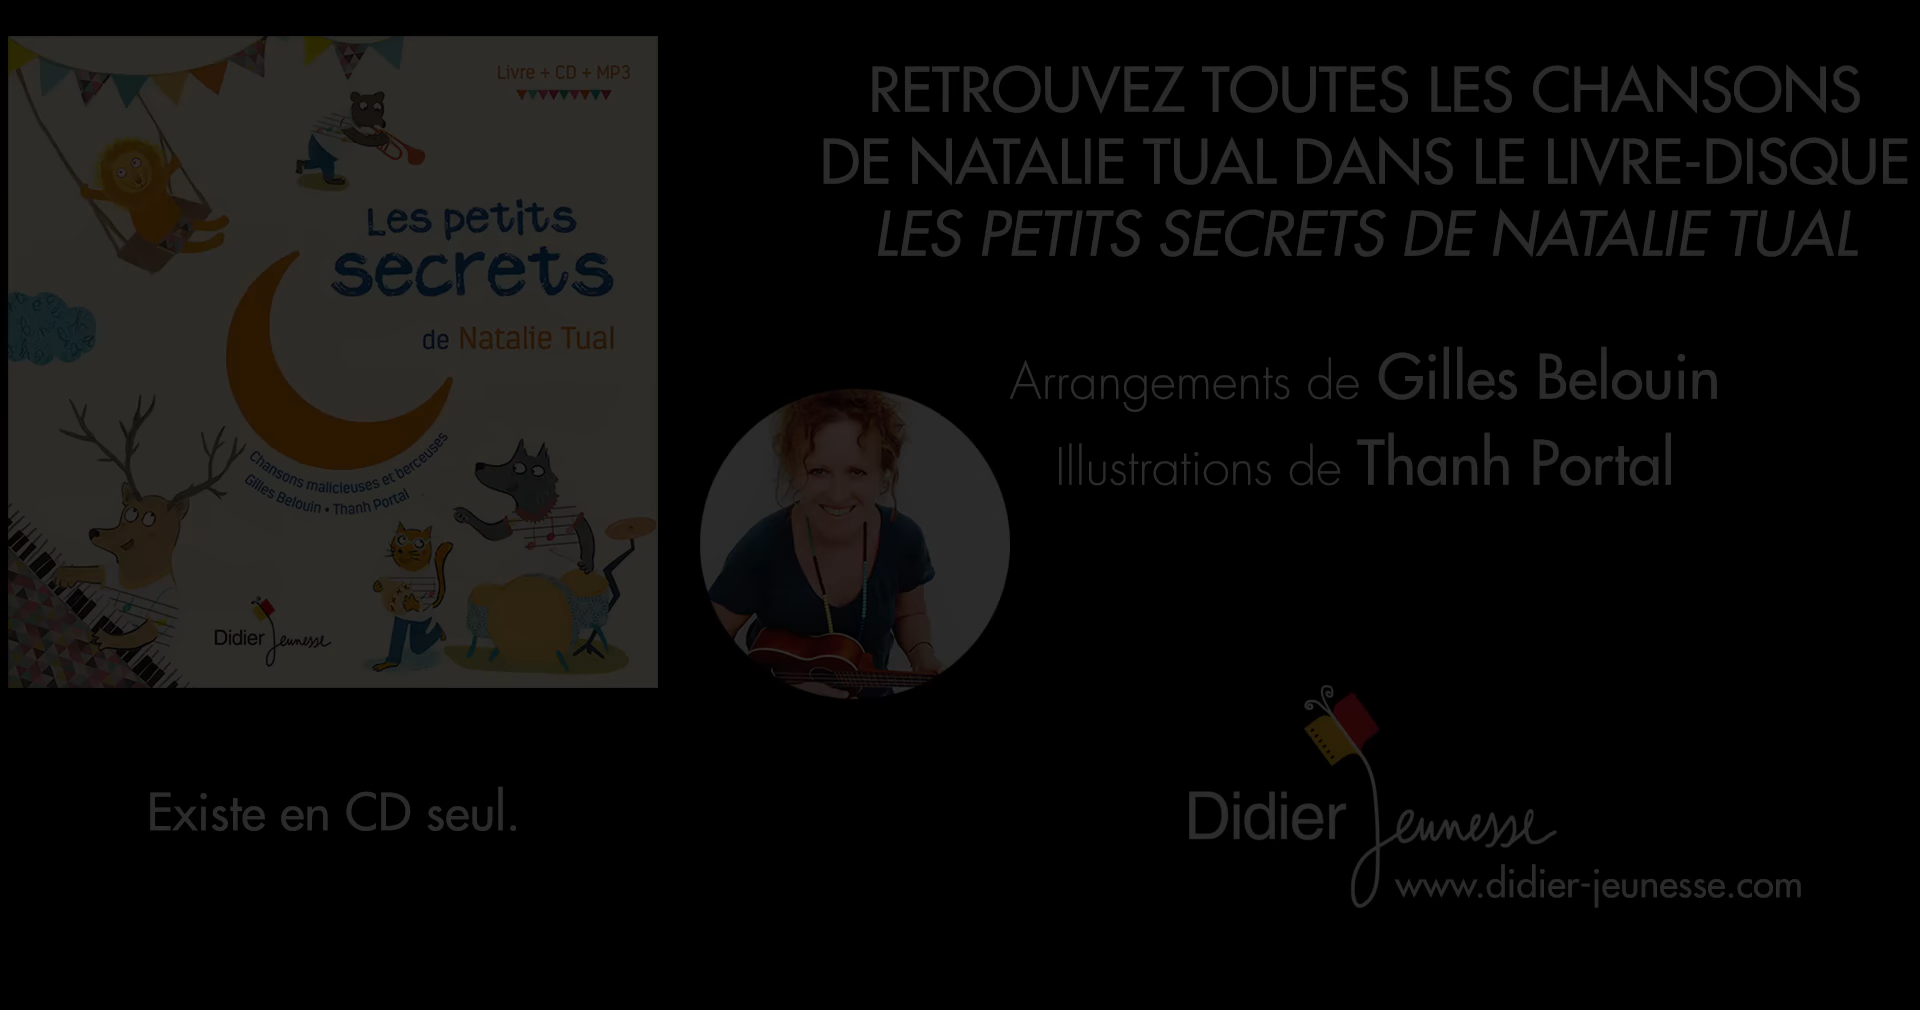 Livre + CD + MP3
Les petits
secrets
de Natalie Tual
Chansons malicieuses et berceuses
Gilles Belouin • Thanh Portal
Didier Jeunesse
RETROUVEZ TOUTES LES CHANSONS
DE NATALIE TUAL DANS LE LIVRE-DISQUE
LES PETITS SECRETS DE NATALIE TUAL
Arrangements de Gilles Belouin
Illustrations de Thanh Portal
Existe en CD seul.
Didier Jeunesse
www.didier-jeunesse.com